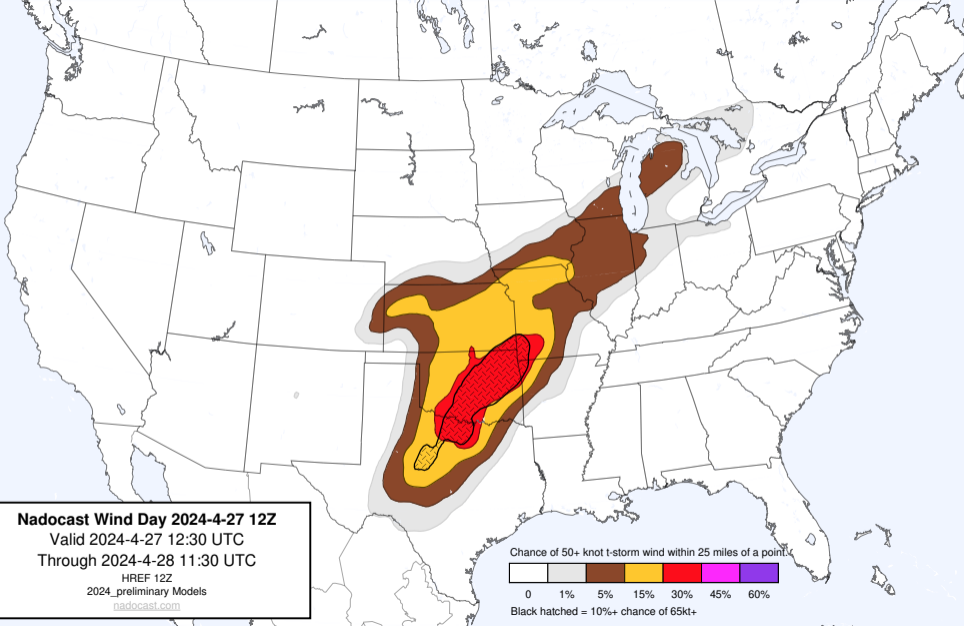 Nadocast Wind Day 2024-4-27 12Z
Valid 2024-4-27 12:30 UTC
Through 2024-4-28 11:30 UTC
HREF 12Z
2024_preliminary Models
nadocast.com
Chance of 50+ knot t-storm wind within 25 miles of a point.
0 1% 5% 15% 30% 45% 60%
Black hatched = 10%+ chance of 65kt+